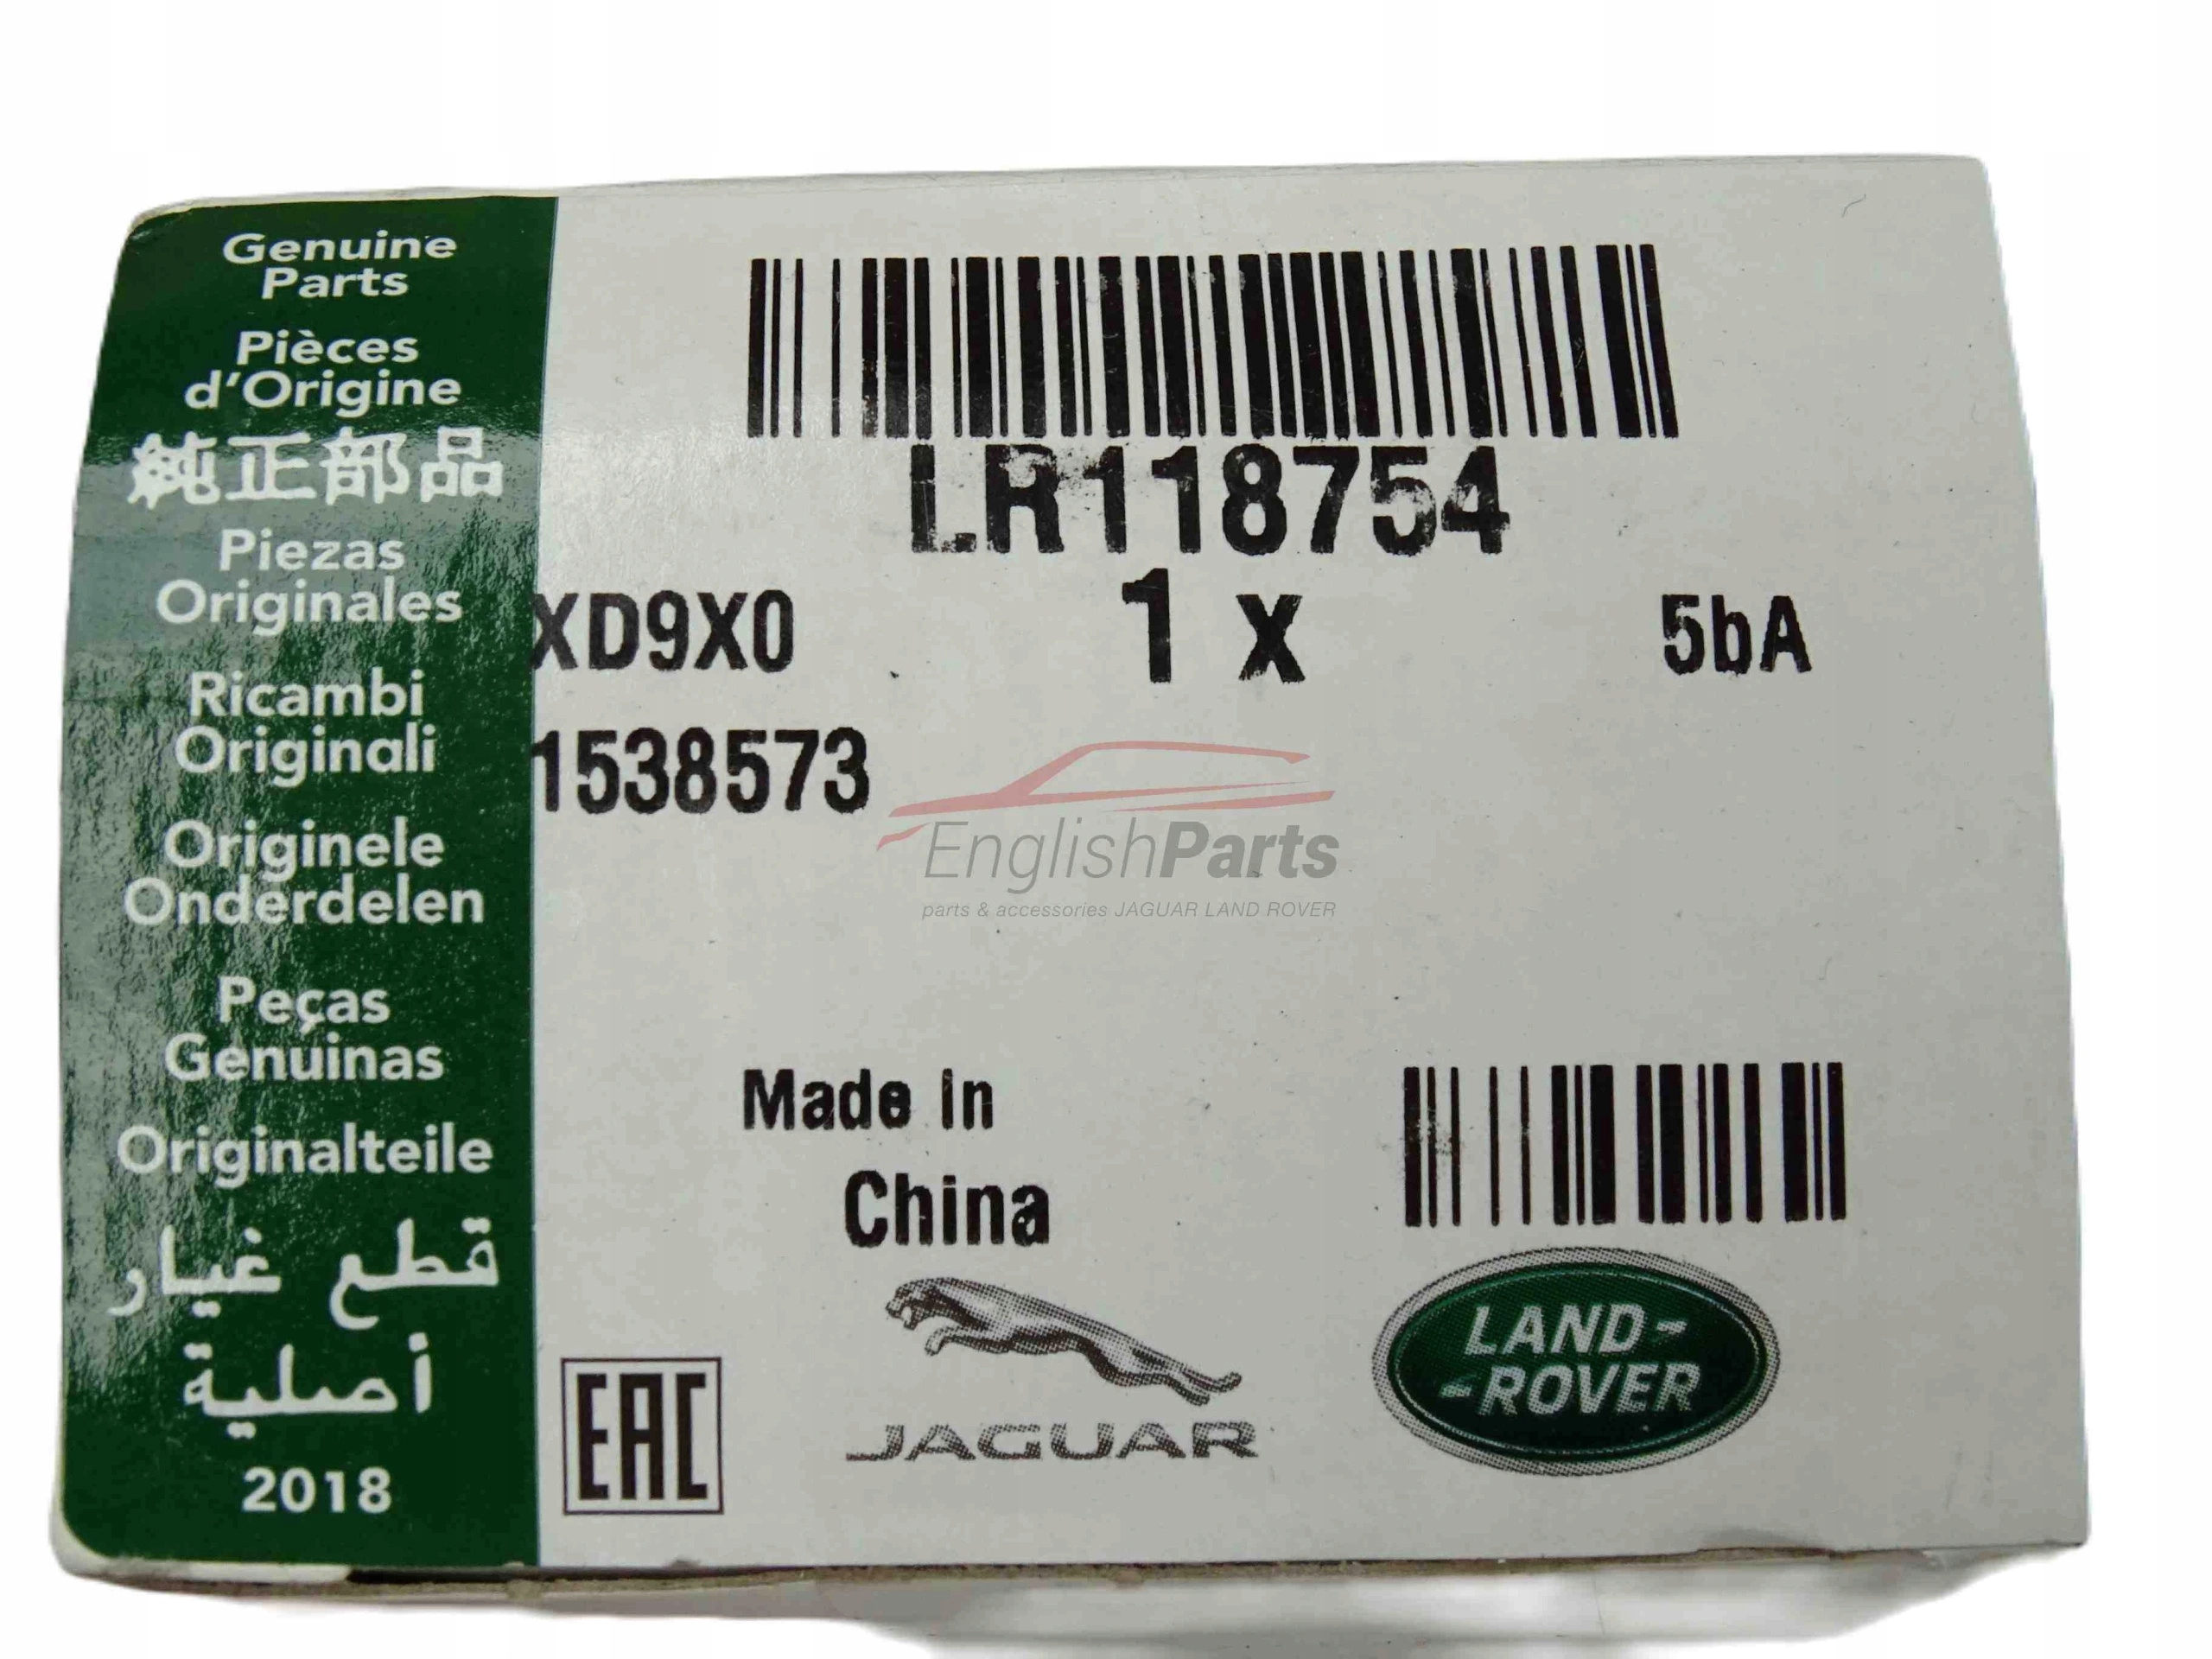 Genuine
Parts
Pièces
d'Origine
純正部品
Piezas
Originales
Ricambi
Originali
Originele
Onderdelen
Peças
Genuinas
Originalteile
قطع غيار
أصلية
2018
LR118754
XD9X0
1 x
5bA
1538573
EnglishParts
parts & accessories JAGUAR LAND ROVER
Made in
China
EAC
JAGUAR
LAND-
-ROVER